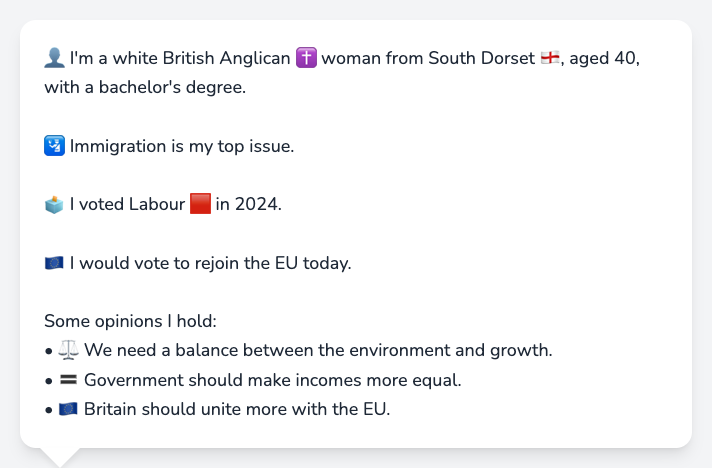 👤 I'm a white British Anglican ✝️ woman from South Dorset 🏴󠁧󠁢󠁥󠁮󠁧󠁿, aged 40,
with a bachelor's degree.
🛂 Immigration is my top issue.
🗳️ I voted Labour 🟥 in 2024.
🇪🇺 I would vote to rejoin the EU today.
Some opinions I hold:
• ⚖️ We need a balance between the environment and growth.
• 🟰 Government should make incomes more equal.
• 🇪🇺 Britain should unite more with the EU.